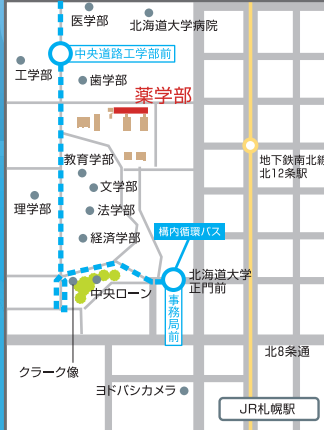 医学部
北海道大学病院
中央道路工学部前
工学部
歯学部
薬学部
教育学部
地下鉄南北線
北12条駅
文学部
理学部
法学部
経済学部
構内循環バス
北海道大学
正門前
中央ローン
事務局前
北8条通
クラーク像
ヨドバシカメラ
JR札幌駅